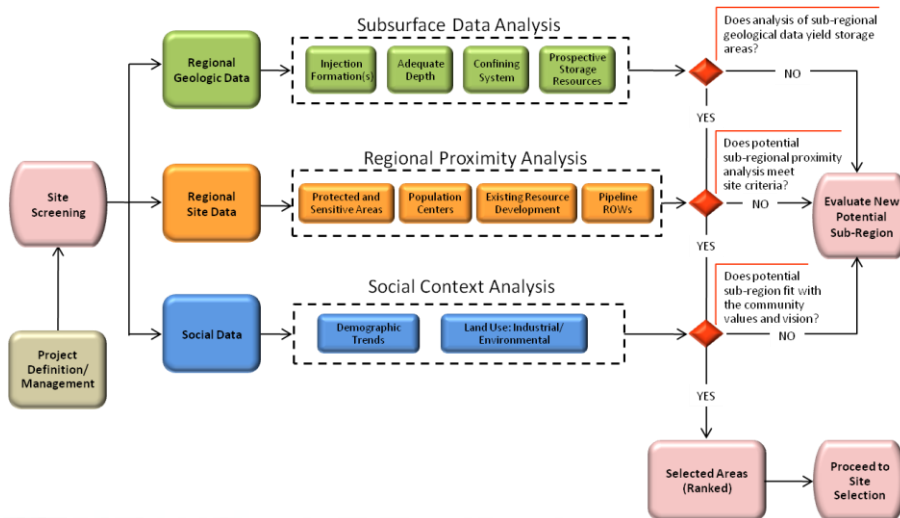 Subsurface Data Analysis
Does analysis of sub-regional
geological data yield storage
areas?
Regional
Geologic Data
Injection
Formation(s)
Adequate
Depth
Confining
System
Prospective
Storage
Resources
NO
YES
Site
Screening
Regional Proximity Analysis
Does potential
sub-regional proximity
analysis meet
site criteria?
Regional
Site Data
Protected and
Sensitive Areas
Population
Centers
Existing Resource
Development
Pipeline
ROWs
NO
Evaluate New
Potential
Sub-Region
YES
Social Context Analysis
Does potential
sub-region fit with
the community
values and vision?
Social Data
Demographic
Trends
Land Use: Industrial/
Environmental
NO
Project
Definition/
Management
YES
Selected Areas
(Ranked)
Proceed to
Site
Selection